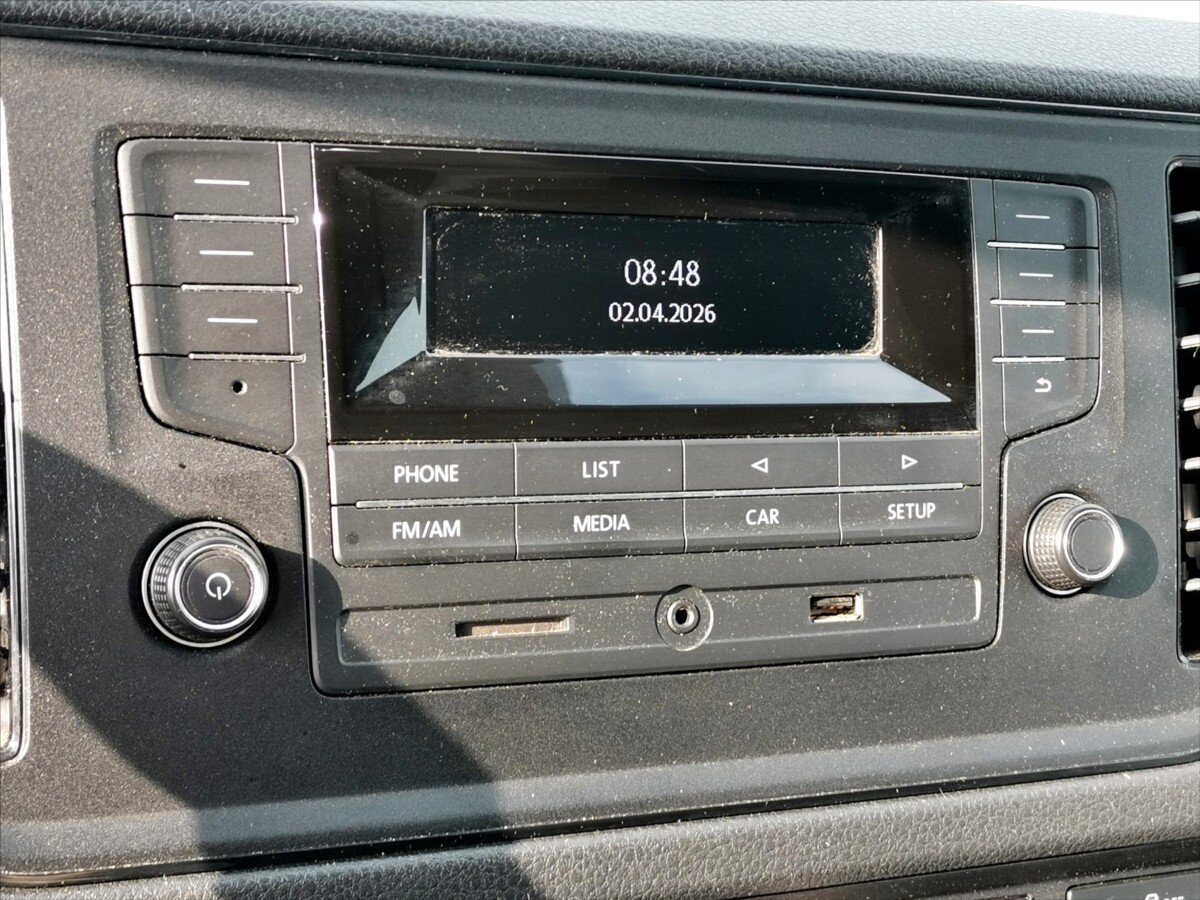 08:48
02.04.2026
PHONE LIST
FM/AM MEDIA CAR SETUP